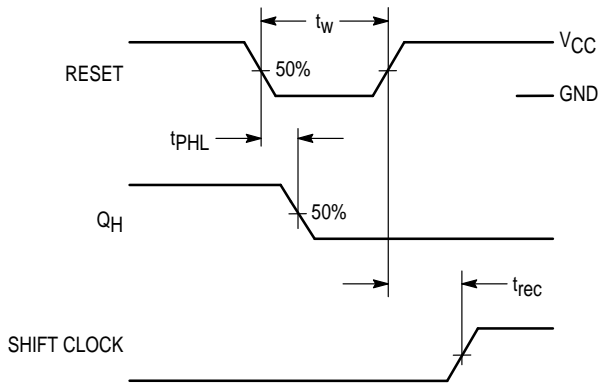 tw
VCC
RESET
50%
GND
tPHL
QH
50%
trec
SHIFT CLOCK